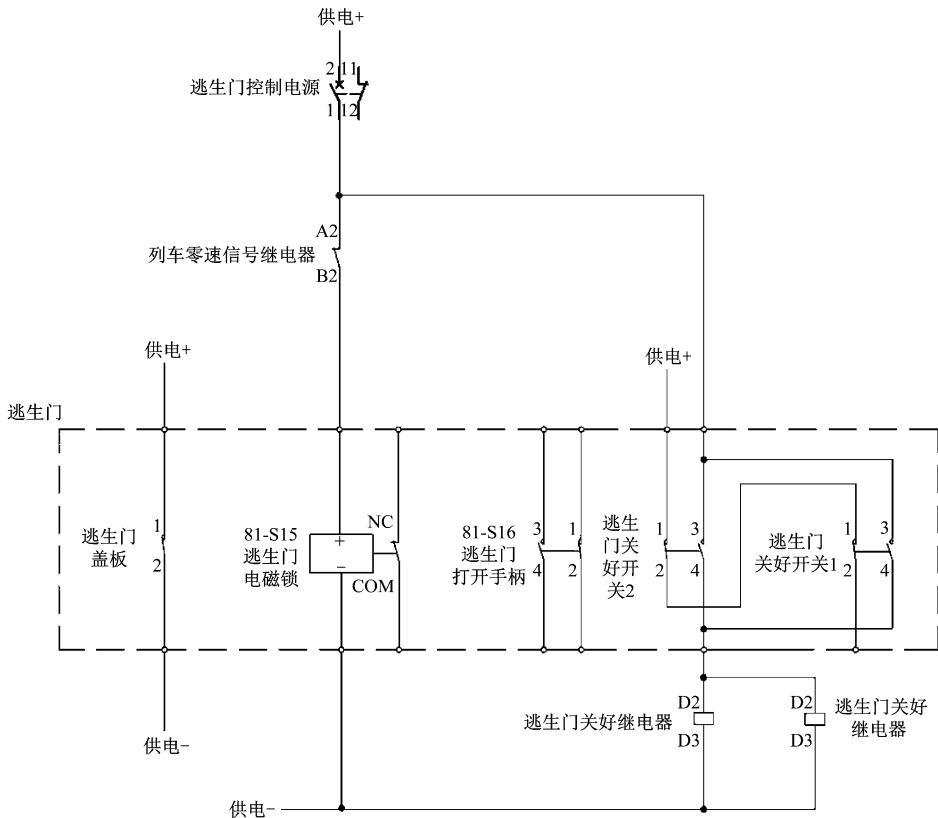 供电+
2 11
逃生门控制电源
1 12
A2
列车零速信号继电器
B2
供电+
供电+
逃生门
1
逃生门
盖板
2
81-S15
逃生门
电磁锁
+
−
NC
COM
81-S16
逃生门
打开手柄
3
4
1
2
逃生
门关
好开
关2
1
2
3
4
逃生门
关好开关1
1
2
3
4
供电-
逃生门关好继电器
D2
D3
D2
D3
逃生门关好
继电器
供电-